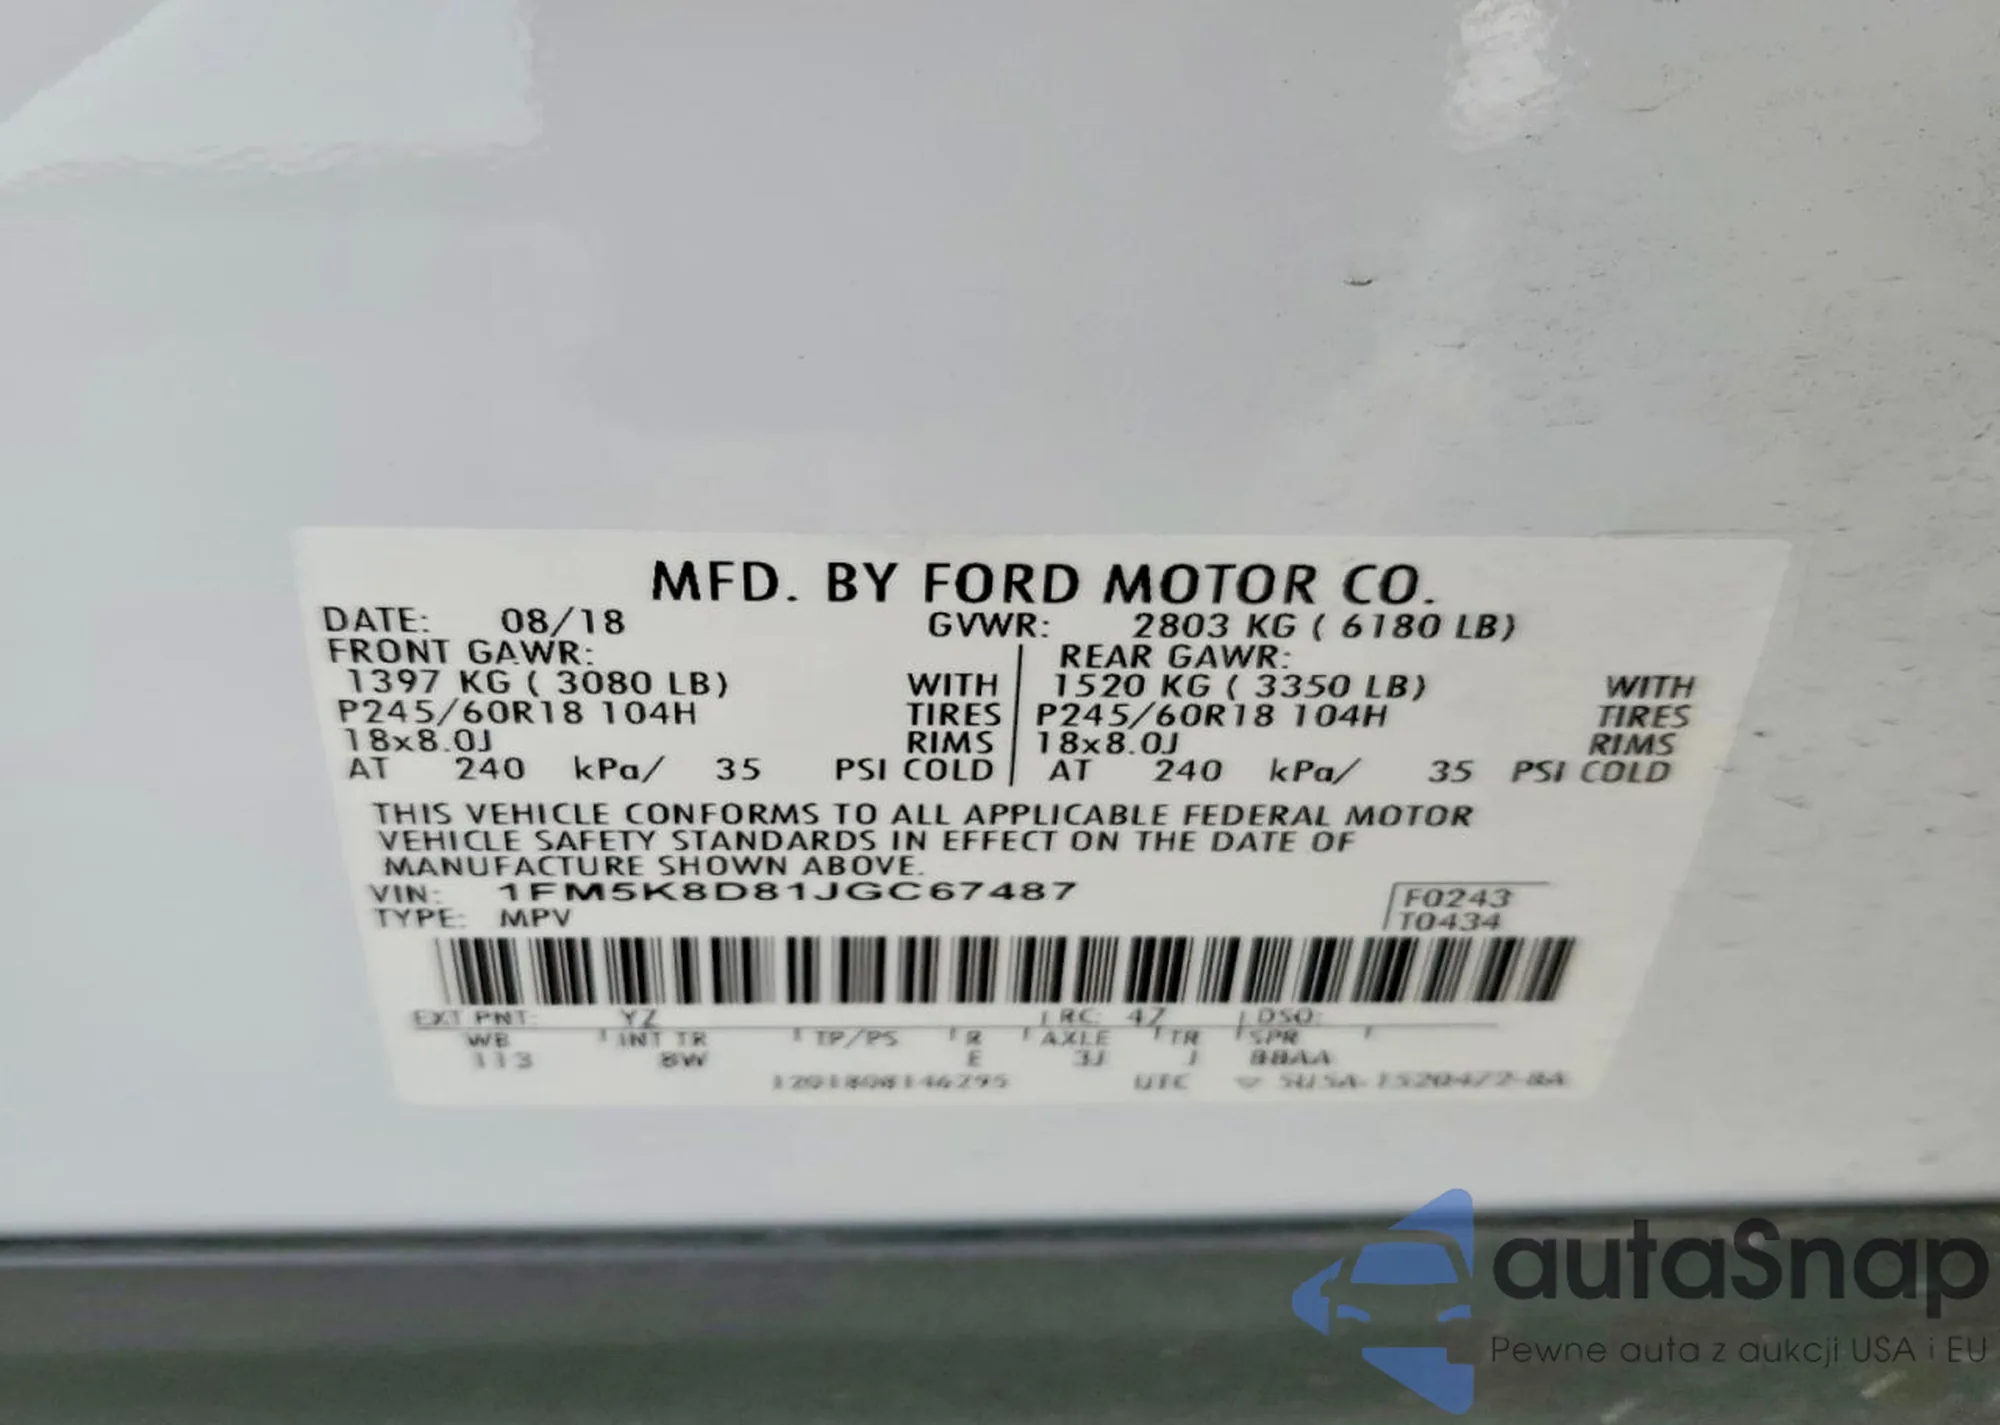 MFD. BY FORD MOTOR CO.
DATE: 08/18 GVWR: 2803 KG ( 6180 LB)
FRONT GAWR: REAR GAWR:
1397 KG ( 3080 LB) WITH 1520 KG ( 3350 LB) WITH
P245/60R18 104H TIRES P245/60R18 104H TIRES
18x8.0J RIMS 18x8.0J RIMS
AT 240 kPa/ 35 PSI COLD AT 240 kPa/ 35 PSI COLD
THIS VEHICLE CONFORMS TO ALL APPLICABLE FEDERAL MOTOR
VEHICLE SAFETY STANDARDS IN EFFECT ON THE DATE OF
MANUFACTURE SHOWN ABOVE.
VIN: 1FM5K8D81JGC67487 F0243
TYPE: MPV T0434
EXT PNT: YZ RC: 47 DSO:
WB INT TR TP/PS R AXLE TR SPR
113 8W E 3J J
UTC
autaSnap
Pewne auta z aukcji USA i EU